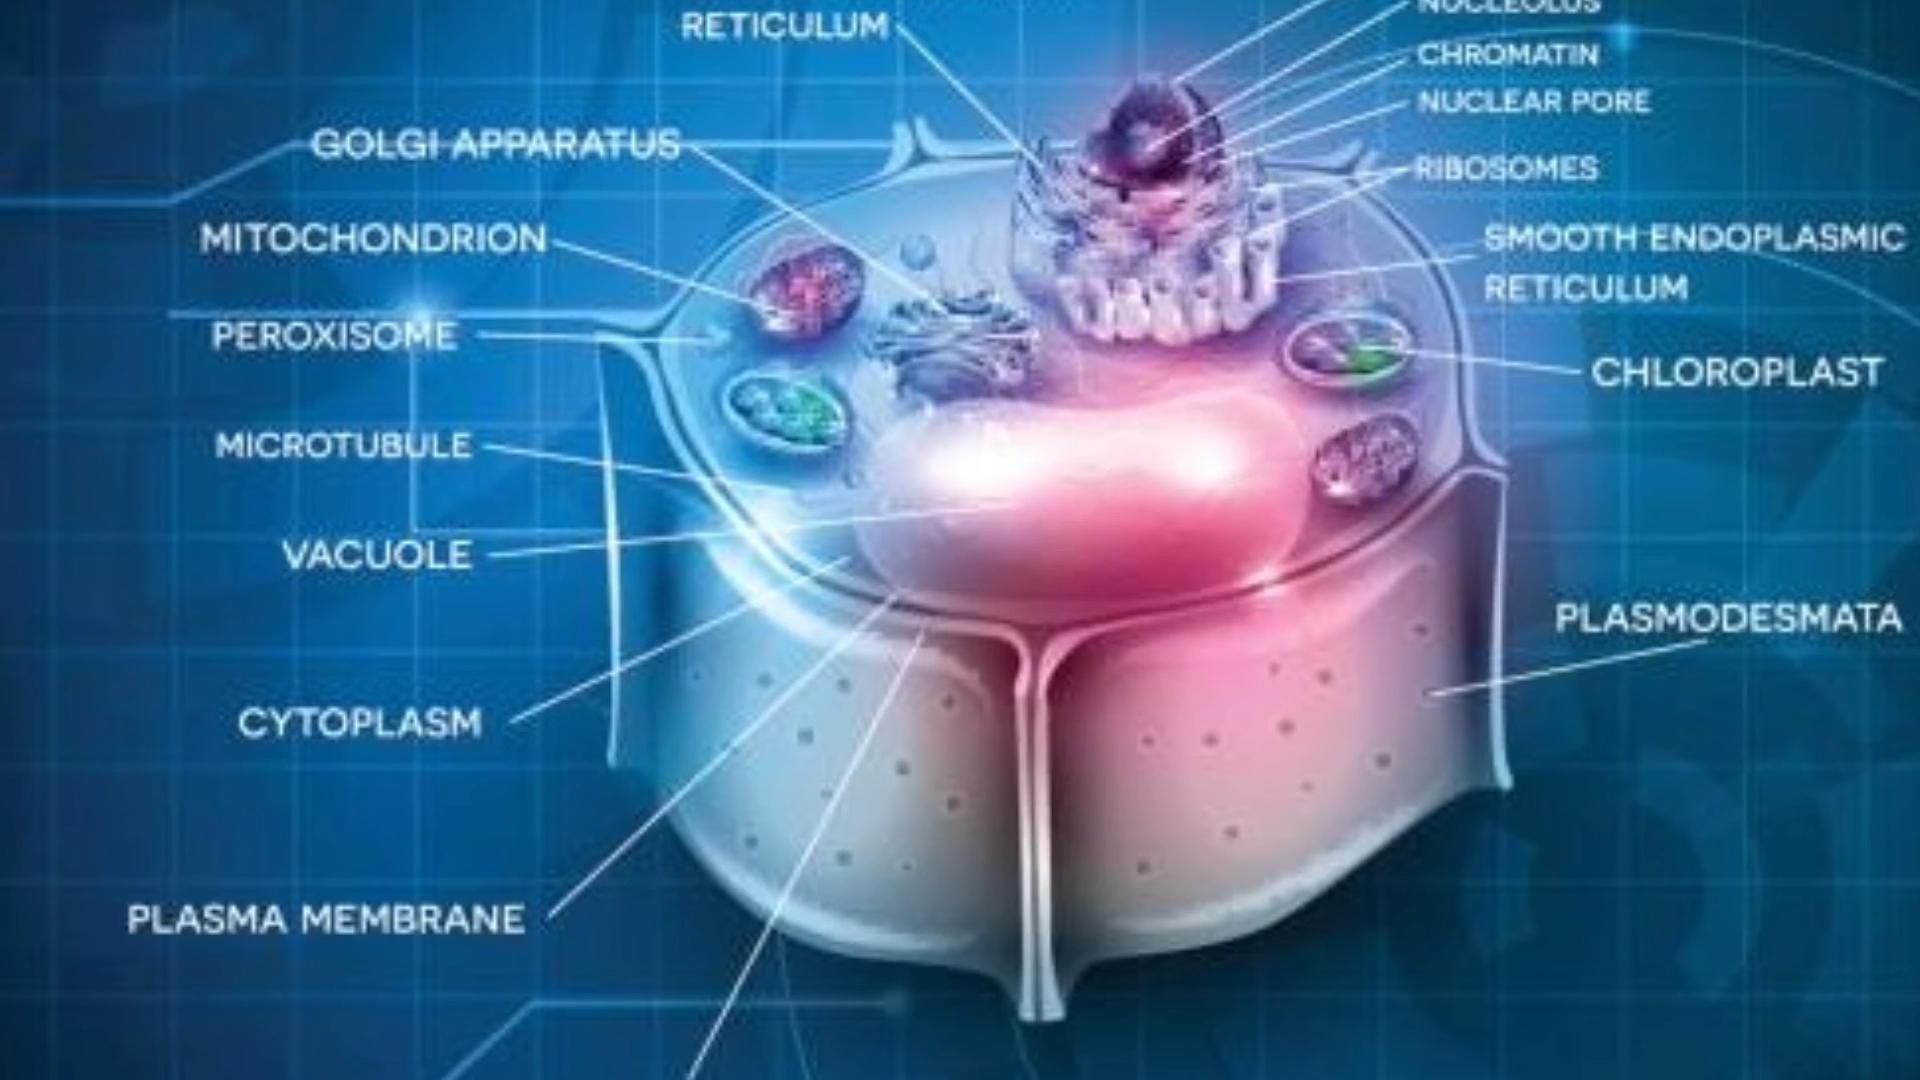 RETICULUM
NUCLEOLUS
CHROMATIN
NUCLEAR PORE
GOLGI APPARATUS
RIBOSOMES
MITOCHONDRION
SMOOTH ENDOPLASMIC
RETICULUM
PEROXISOME
CHLOROPLAST
MICROTUBULE
VACUOLE
PLASMODESMATA
CYTOPLASM
PLASMA MEMBRANE